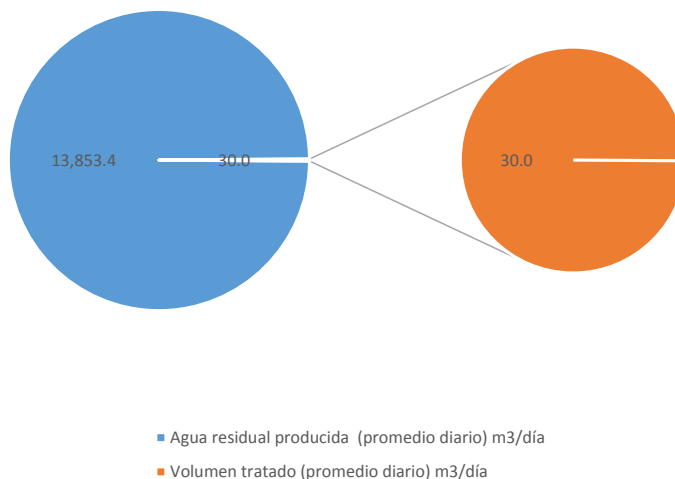 13,853.4
30.0
30.0
Agua residual producida  (promedio diario) m3/día
Volumen tratado (promedio diario) m3/día